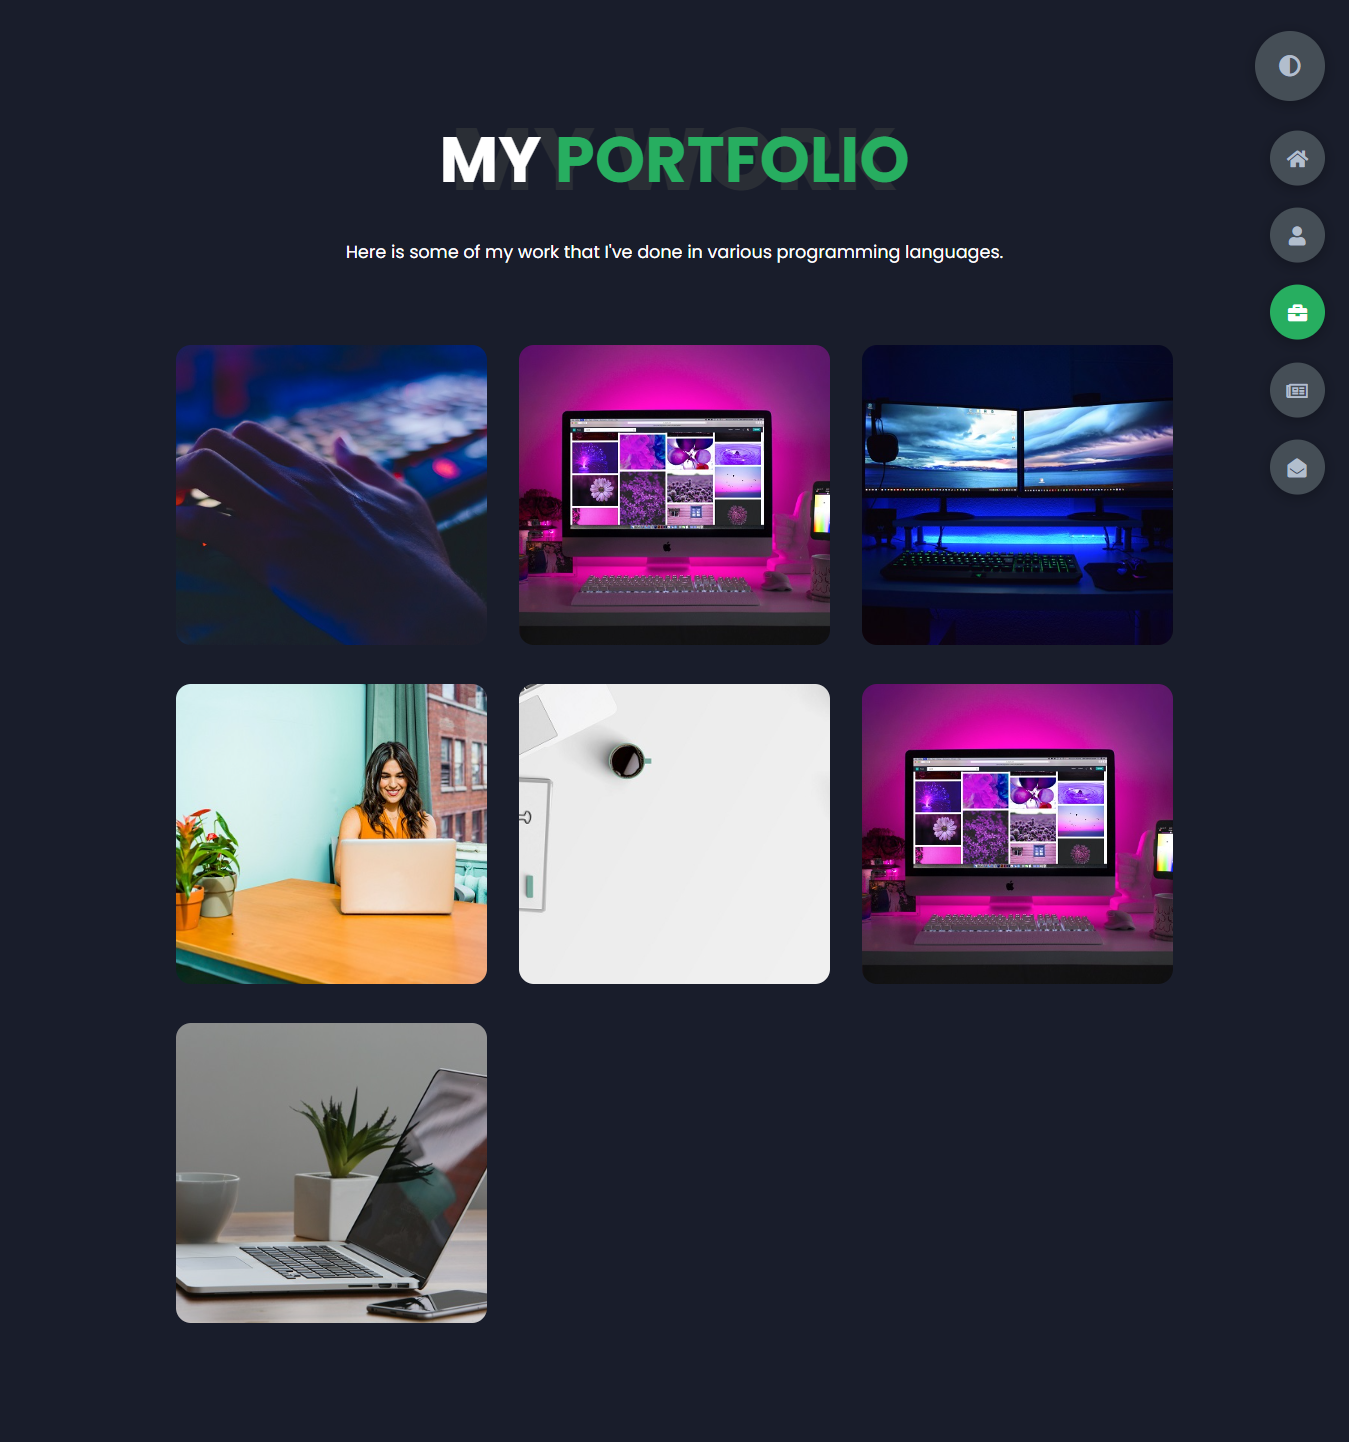 MY WORK
MY PORTFOLIO
Here is some of my work that I've done in various programming languages.